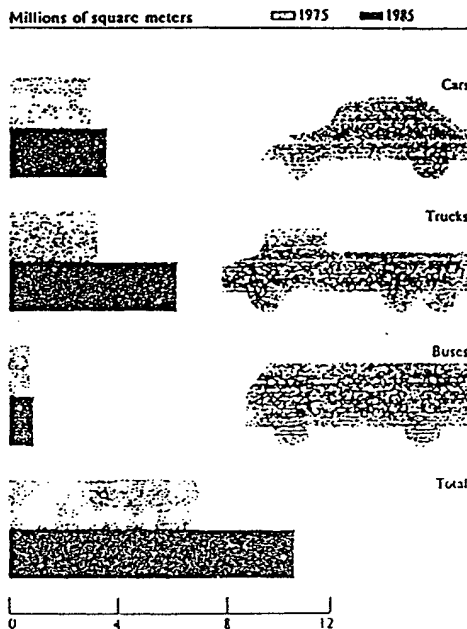 Millions of square meters 1975 1985
Cars
Trucks
Buses
Total
0 4 8 12